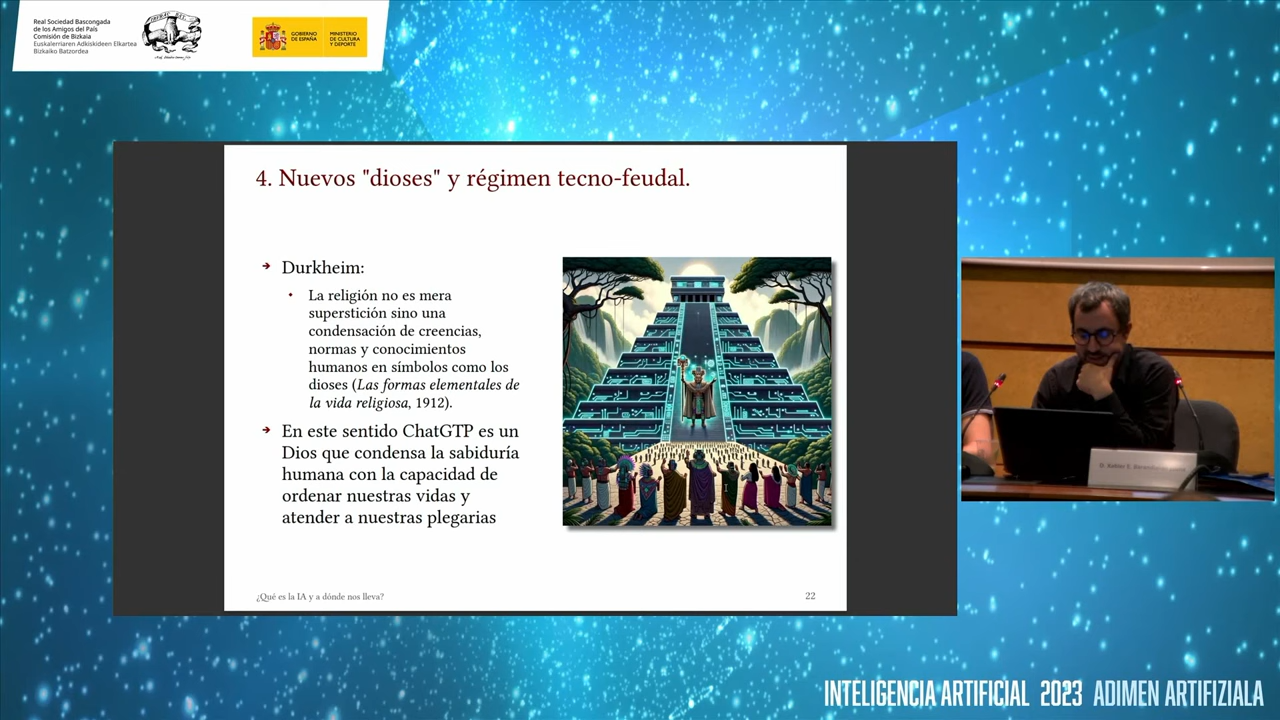 Real Sociedad Bascongada
de los Amigos del País
Comisión de Bizkaia
Euskalerriaren Adiskideen Elkartea
Bizkaiko Batzordea
GOBIERNO
DE ESPAÑA
MINISTERIO
DE CULTURA
Y DEPORTE
4. Nuevos "dioses" y régimen tecno-feudal.
➔ Durkheim:
• La religión no es mera
superstición sino una
condensación de creencias,
normas y conocimientos
humanos en símbolos como los
dioses (Las formas elementales de
la vida religiosa, 1912).
➔ En este sentido ChatGTP es un
Dios que condensa la sabiduría
humana con la capacidad de
ordenar nuestras vidas y
atender a nuestras plegarias
¿Qué es la IA y a dónde nos lleva?
22
INTELIGENCIA ARTIFICIAL 2023 ADIMEN ARTIFIZIALA